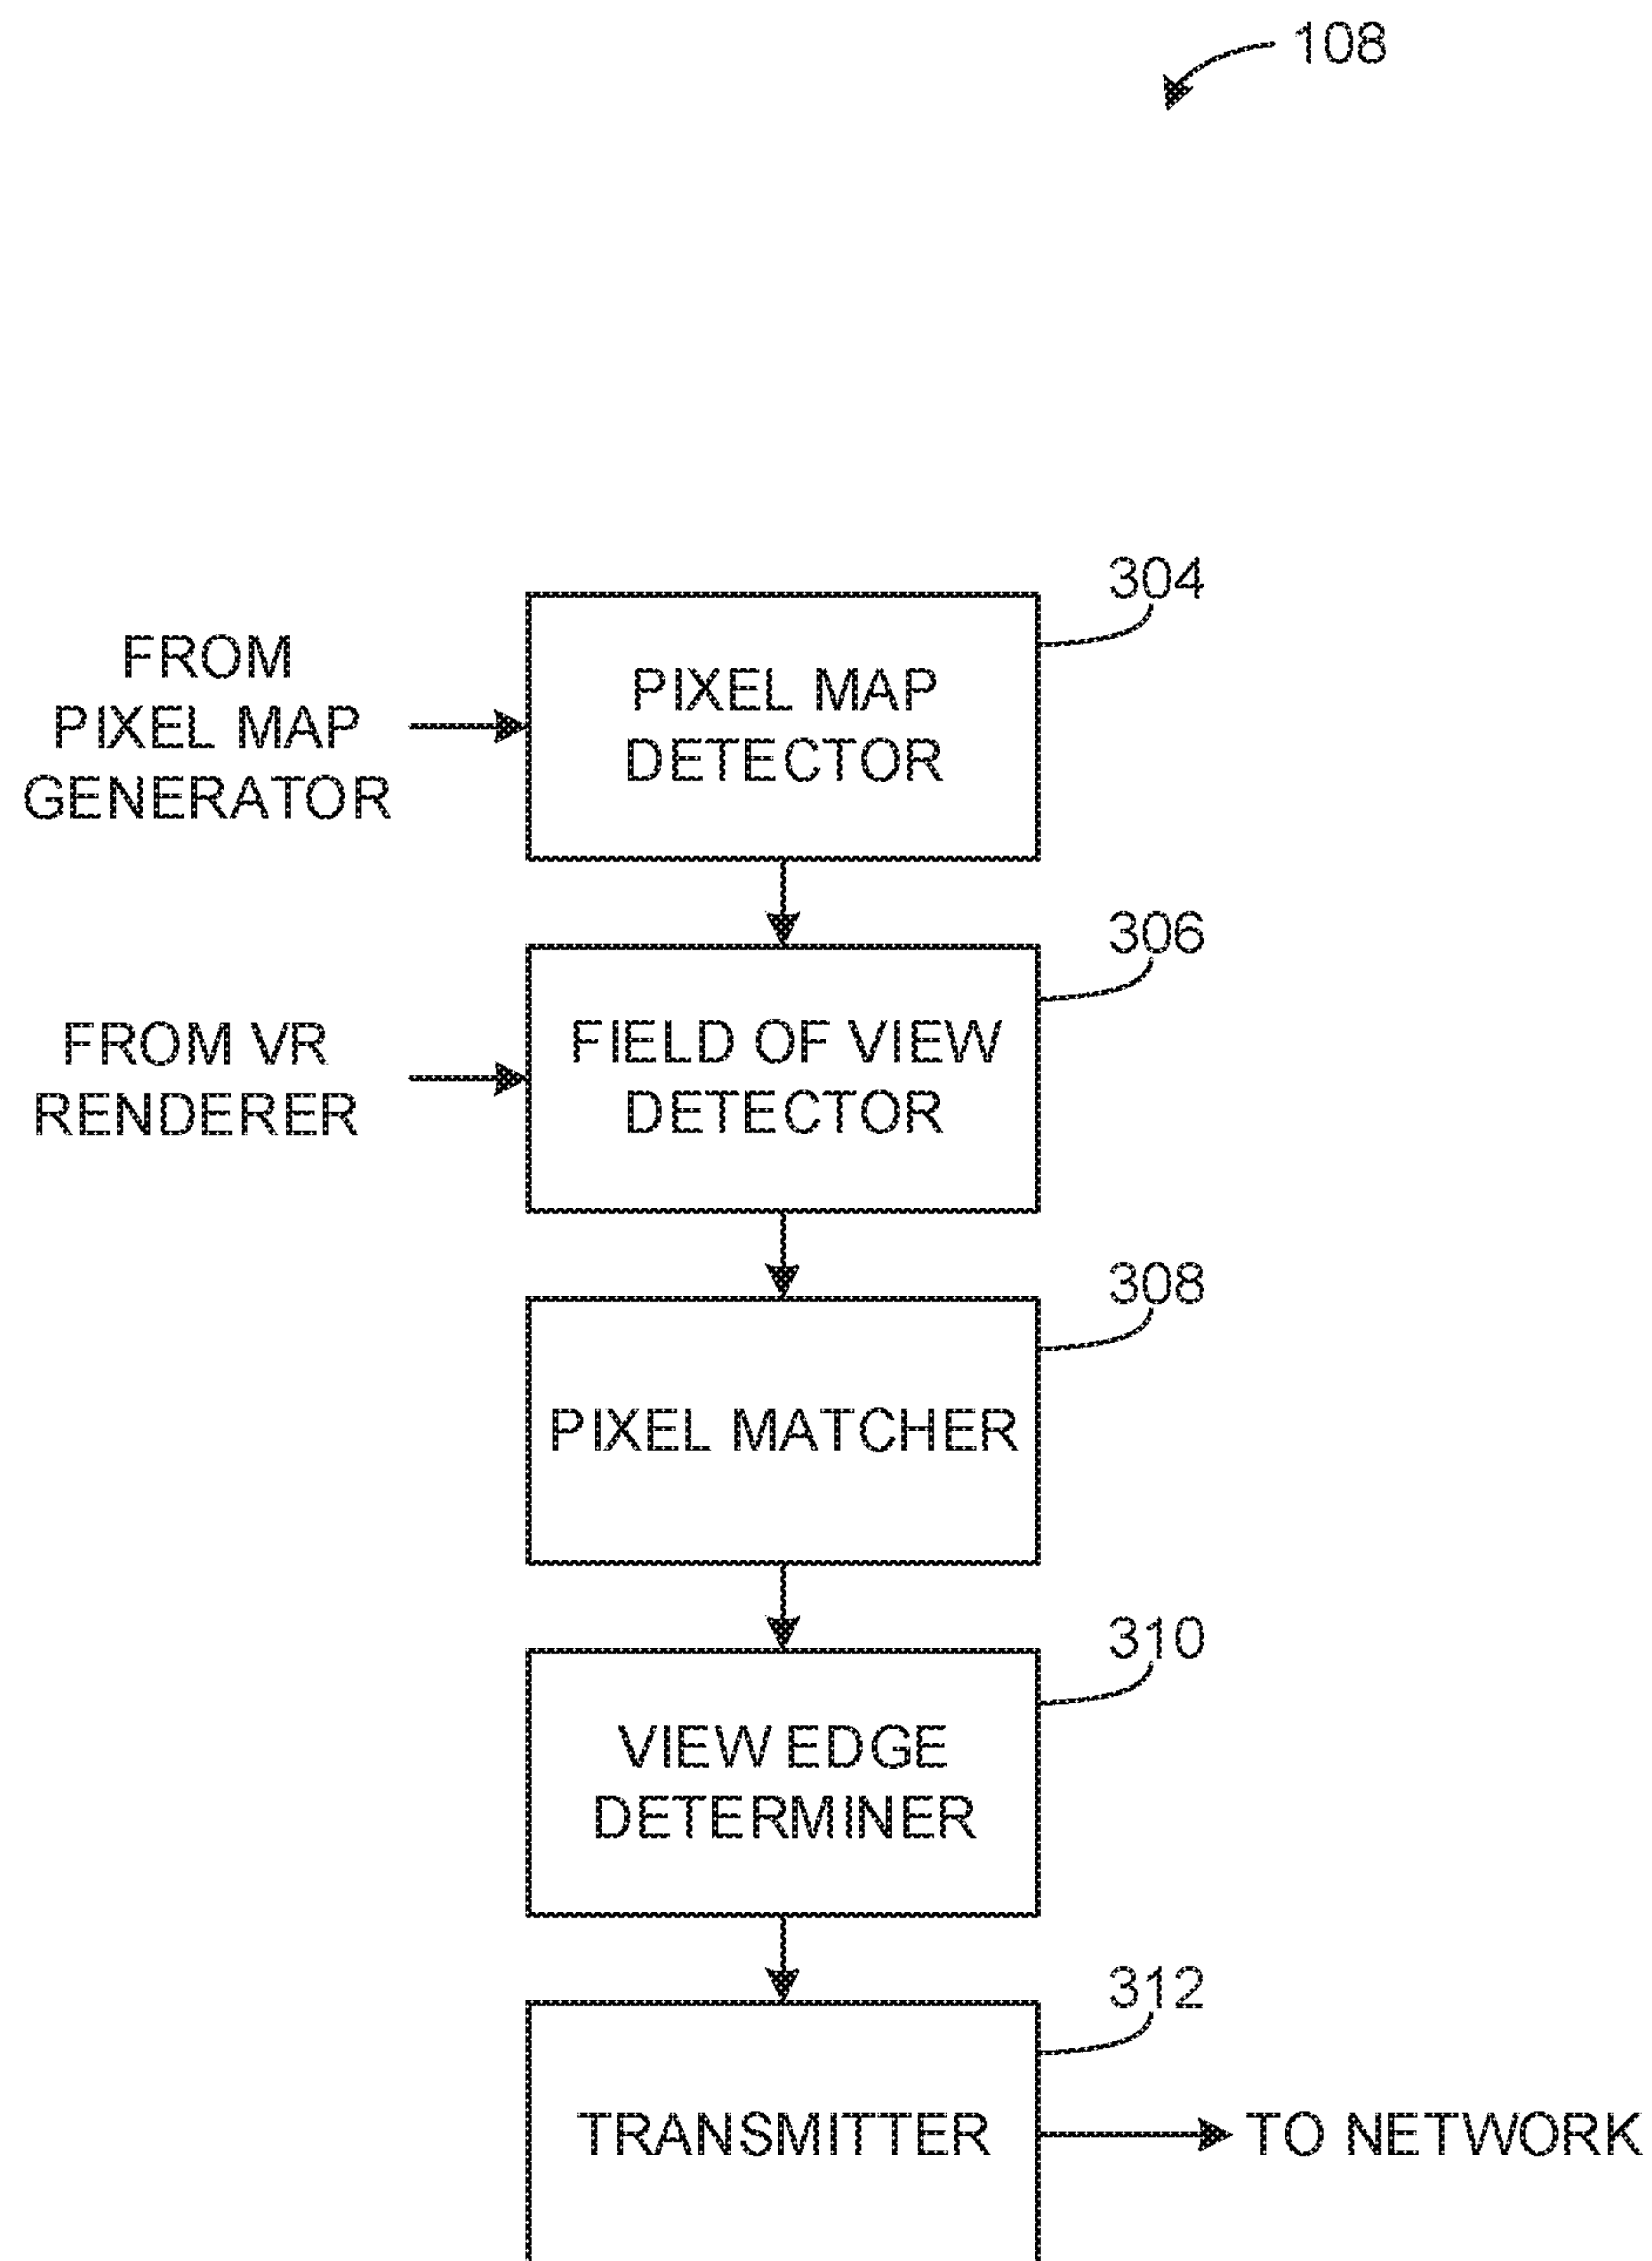 108
304
FROM
PIXEL MAP
GENERATOR
PIXEL MAP
DETECTOR
306
FROM VR
RENDERER
FIELD OF VIEW
DETECTOR
308
PIXEL MATCHER
310
VIEW EDGE
DETERMINER
312
TRANSMITTER
TO NETWORK